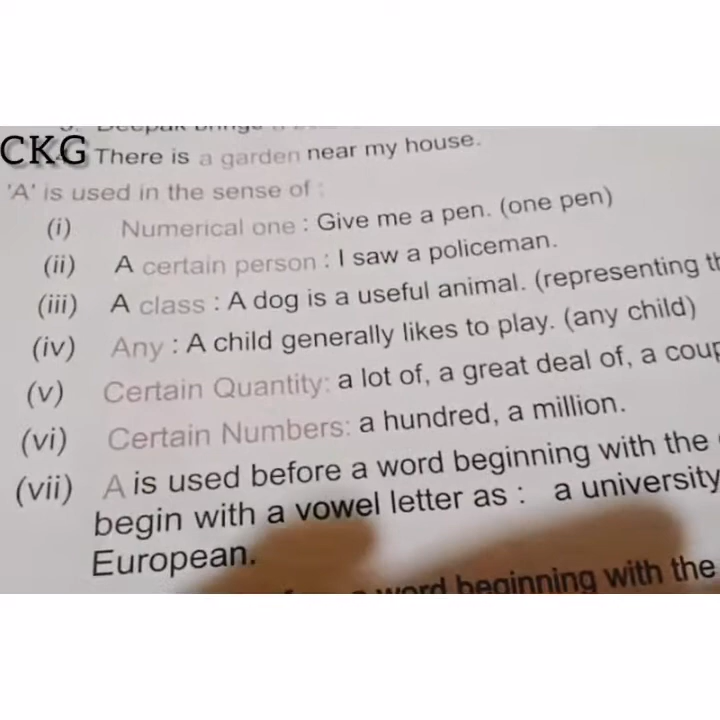 CKG There is a garden near my house.
'A' is used in the sense of :
(i) Numerical one : Give me a pen. (one pen)
(ii) A certain person : I saw a policeman.
(iii) A class : A dog is a useful animal. (representing
(iv) Any : A child generally likes to play. (any child)
(v) Certain Quantity: a lot of, a great deal of, a
(vi) Certain Numbers: a hundred, a million.
(vii) A is used before a word beginning with the
begin with a vowel letter as : a university
European.
word beginning with the